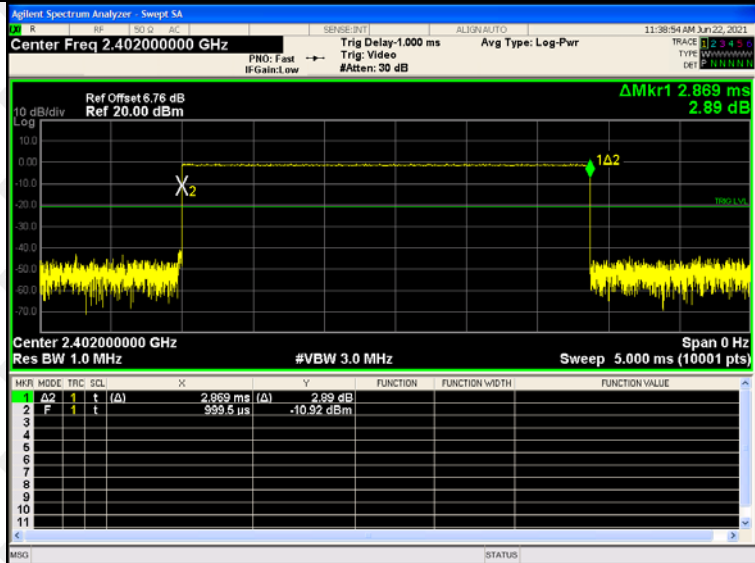 Agilent Spectrum Analyzer - Swept SA
R RF 50 Ω AC SENSE:INT ALIGN AUTO 11:38:54 AM Jun 22, 2021
Center Freq 2.402000000 GHz
Trig Delay-1.000 ms Avg Type: Log-Pwr
TRACE 1 2 3 4 5 6
PNO: Fast Trig: Video
TYPE WWWWWW
IFGain:Low #Atten: 30 dB
DET P N N N N N
ΔMkr1 2.869 ms
2.89 dB
Ref Offset 6.76 dB
10 dB/div Ref 20.00 dBm
Log
10.0
0.00
1Δ2
-10.0
X2
-20.0
TRIG LVL
-30.0
-40.0
-50.0
-60.0
-70.0
Center 2.402000000 GHz Span 0 Hz
Res BW 1.0 MHz #VBW 3.0 MHz Sweep 5.000 ms (10001 pts)
MKR MODE TRC SCL X Y FUNCTION FUNCTION WIDTH FUNCTION VALUE
1 Δ2 1 t (Δ) 2.869 ms (Δ) 2.89 dB
2 F 1 t 999.5 µs -10.92 dBm
3
4
5
6
7
8
9
10
11
MSG STATUS